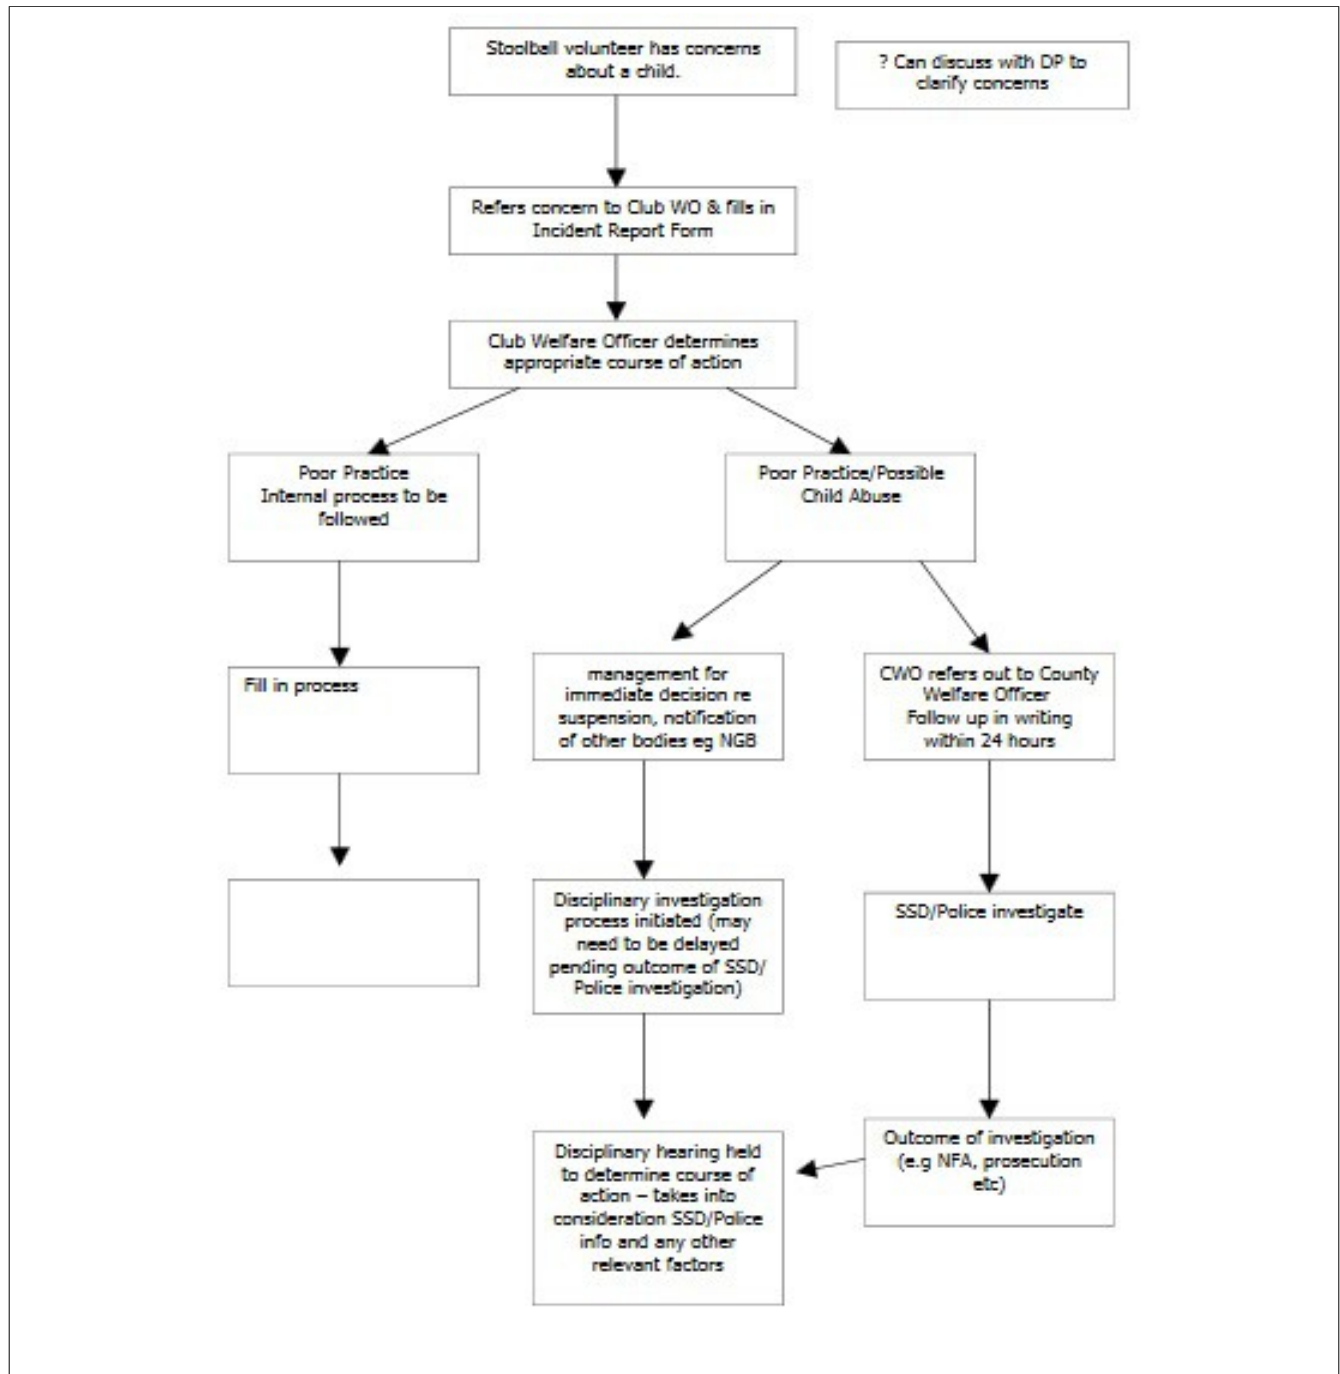 Stoolball volunteer has concerns
about a child.
? Can discuss with DP to
clarify concerns
Refers concern to Club WO & fills in
Incident Report Form
Club Welfare Officer determines
appropriate course of action
Poor Practice
Internal process to be
followed
Poor Practice/Possible
Child Abuse
Fill in process
management for
immediate decision re
suspension, notification
of other bodies eg NGB
CWO refers out to County
Welfare Officer
Follow up in writing
within 24 hours
Disciplinary investigation
process initiated (may
need to be delayed
pending outcome of SSD/
Police investigation)
SSD/Police investigate
Disciplinary hearing held
to determine course of
action – takes into
consideration SSD/Police
info and any other
relevant factors
Outcome of investigation
(e.g NFA, prosecution
etc)